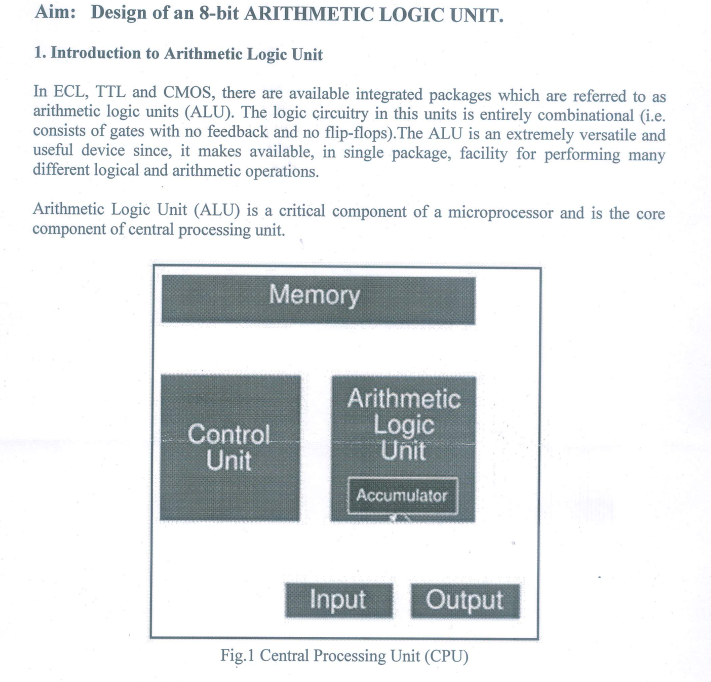 Aim: Design of an 8-bit ARITHMETIC LOGIC UNIT.
1. Introduction to Arithmetic Logic Unit
In ECL, TTL and CMOS, there are available integrated packages which are referred to as
arithmetic logic units (ALU). The logic circuitry in this units is entirely combinational (i.e.
consists of gates with no feedback and no flip-flops).The ALU is an extremely versatile and
useful device since, it makes available, in single package, facility for performing many
different logical and arithmetic operations.
Arithmetic Logic Unit (ALU) is a critical component of a microprocessor and is the core
component of central processing unit.
Memory
Control
Unit
Arithmetic
Logic
Unit
Accumulator
Input
Output
Fig.1 Central Processing Unit (CPU)